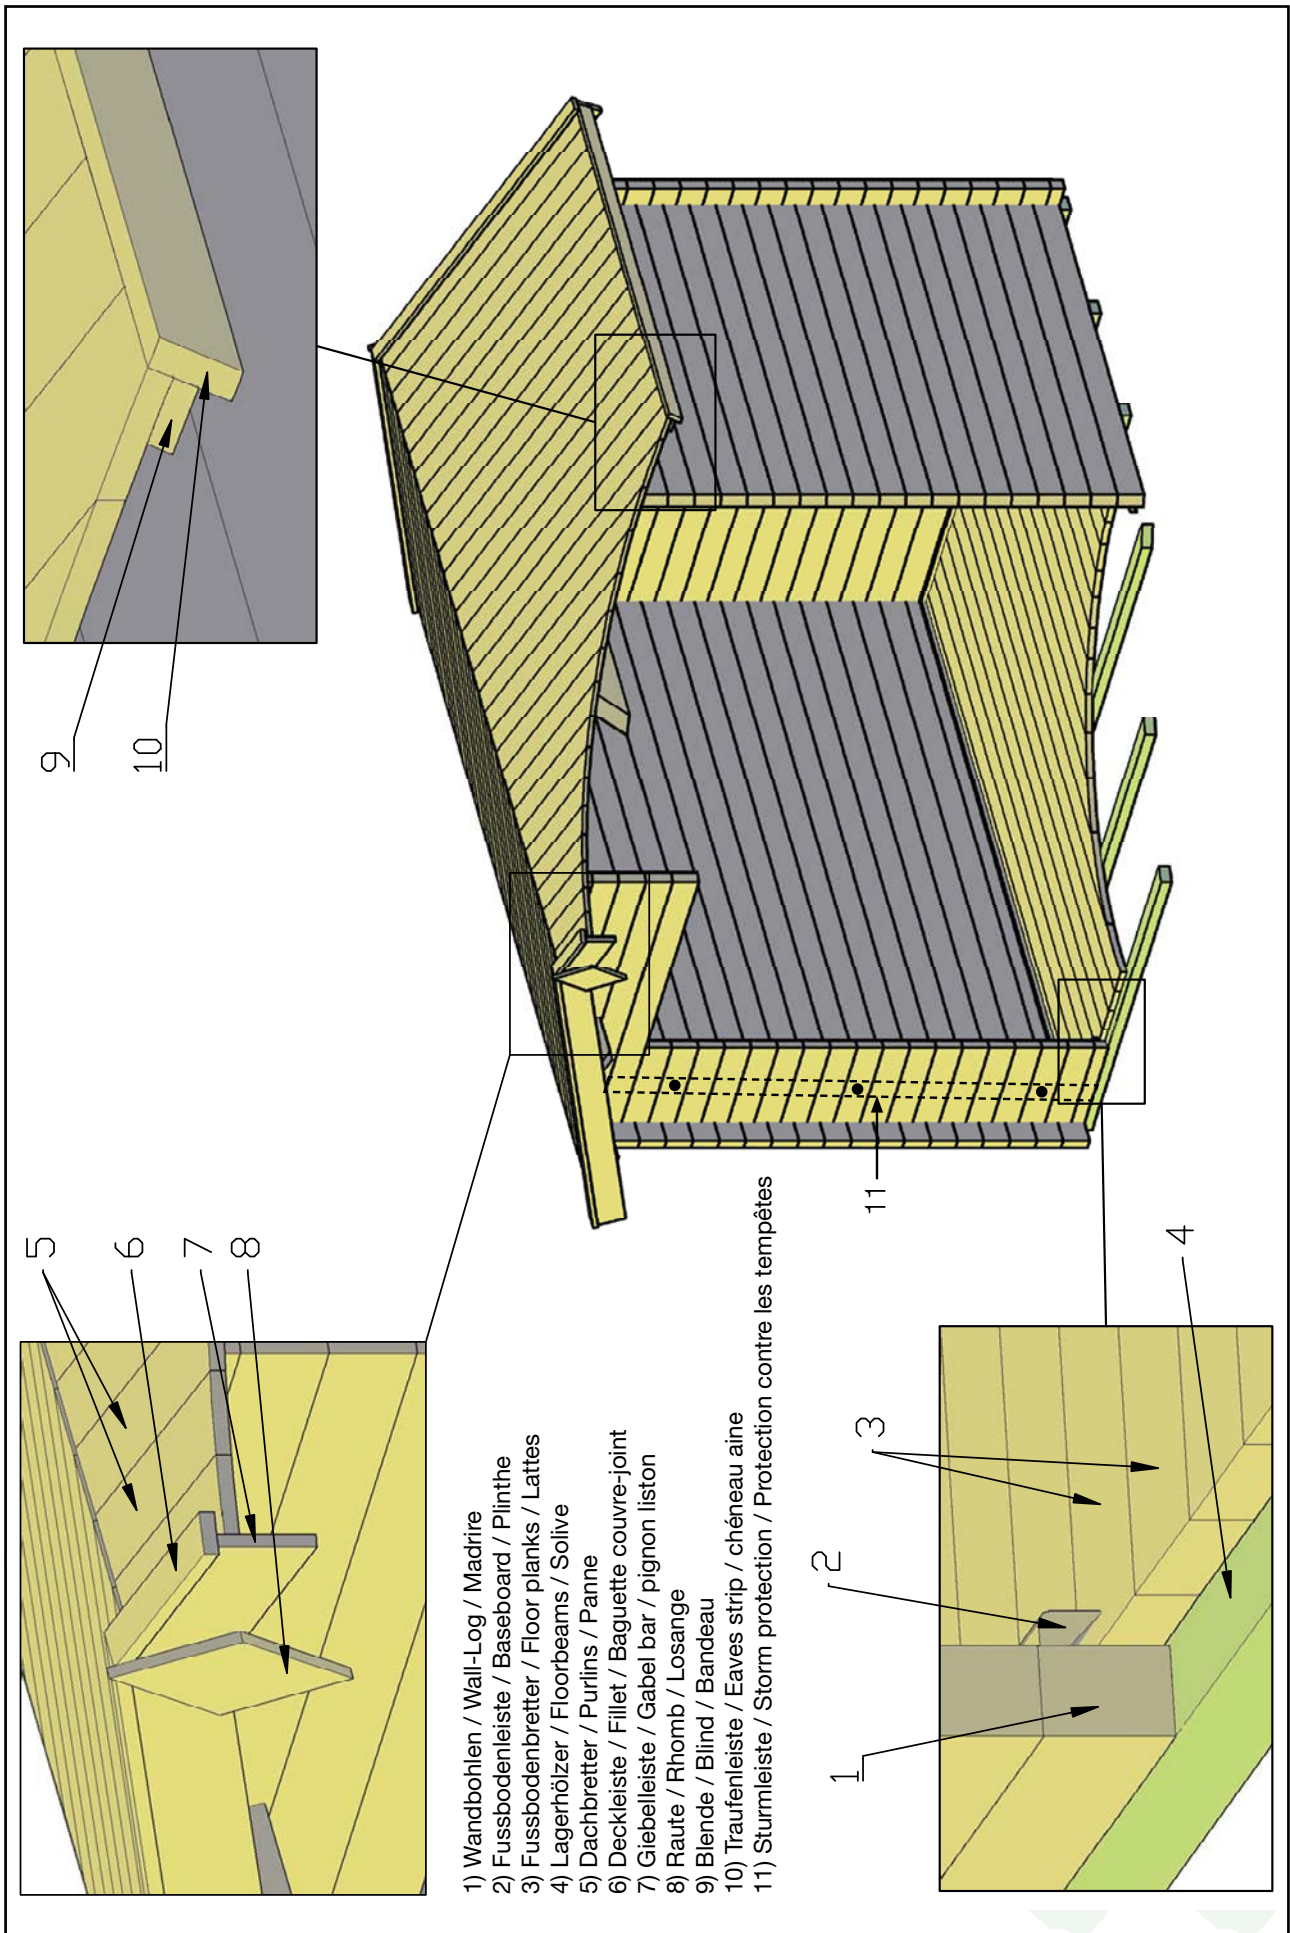 9
10
5
6
7
8
11
4
3
2
1
1) Wandbohlen / Wall-Log / Madrire
2) Fussbodenleiste / Baseboard / Plinthe
3) Fussbodenbretter / Floor planks / Lattes
4) Lagerhölzer / Floorbeams / Solive
5) Dachbretter / Purlins / Panne
6) Deckleiste / Fillet / Baguette couvre-joint
7) Giebelleiste / Gabel bar / pignon liston
8) Raute / Rhomb / Losange
9) Blende / Blind / Bandeau
10) Traufenleiste / Eaves strip / chéneau aine
11) Sturmleiste / Storm protection / Protection contre les tempêtes